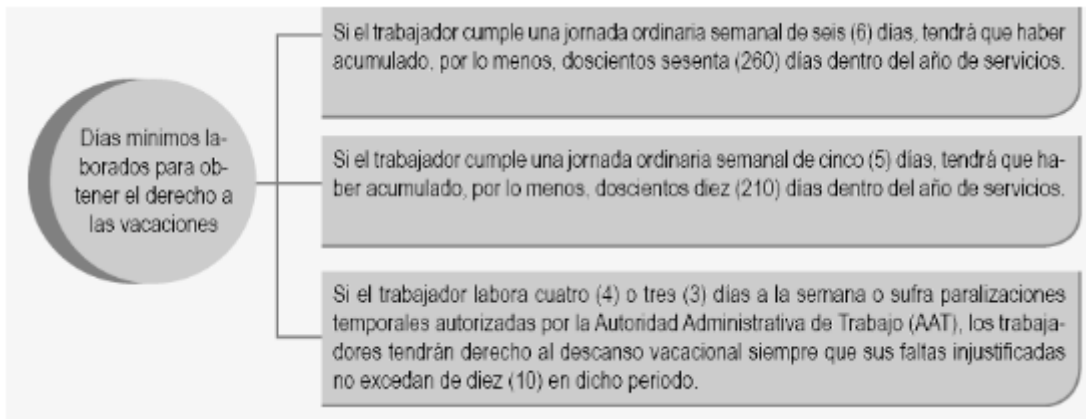 Días mínimos la-
borados para ob-
tener el derecho a
las vacaciones
Si el trabajador cumple una jornada ordinaria semanal de seis (6) días, tendrá que haber
acumulado, por lo menos, doscientos sesenta (260) días dentro del año de servicios.
Si el trabajador cumple una jornada ordinaria semanal de cinco (5) días, tendrá que ha-
ber acumulado, por lo menos, doscientos diez (210) días dentro del año de servicios.
Si el trabajador labora cuatro (4) o tres (3) días a la semana o sufra paralizaciones
temporales autorizadas por la Autoridad Administrativa de Trabajo (AAT), los trabaja-
dores tendrán derecho al descanso vacacional siempre que sus faltas injustificadas
no excedan de diez (10) en dicho periodo.